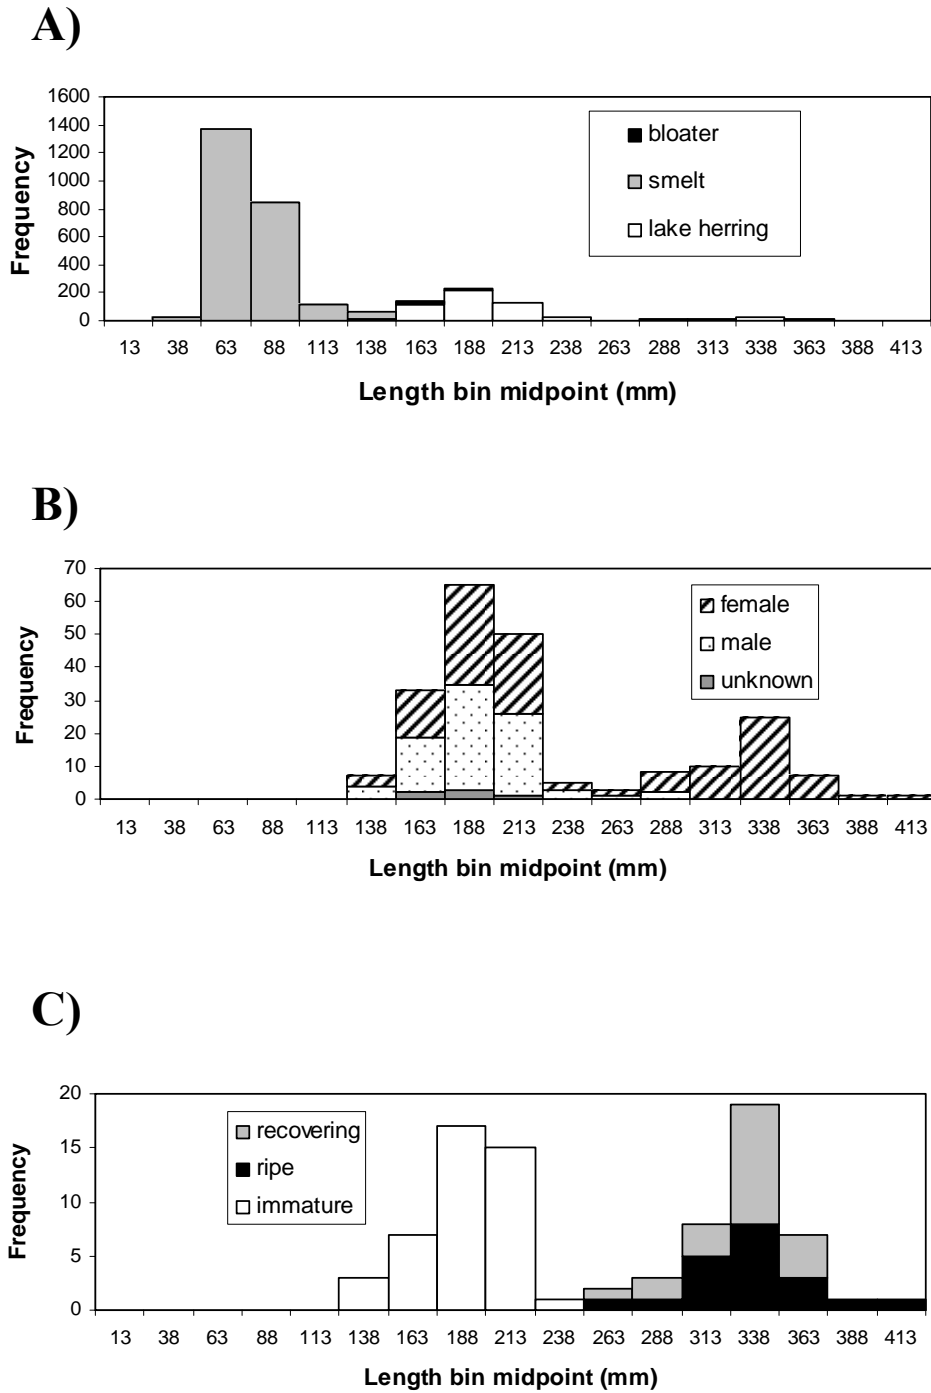 A)
1600
1400
1200
1000
800
600
400
200
0
Frequency
bloater
smelt
lake herring
13 38 63 88 113 138 163 188 213 238 263 288 313 338 363 388 413
Length bin midpoint (mm)
B)
70
60
50
40
30
20
10
0
Frequency
female
male
unknown
13 38 63 88 113 138 163 188 213 238 263 288 313 338 363 388 413
Length bin midpoint (mm)
C)
20
15
10
5
0
Frequency
recovering
ripe
immature
13 38 63 88 113 138 163 188 213 238 263 288 313 338 363 388 413
Length bin midpoint (mm)